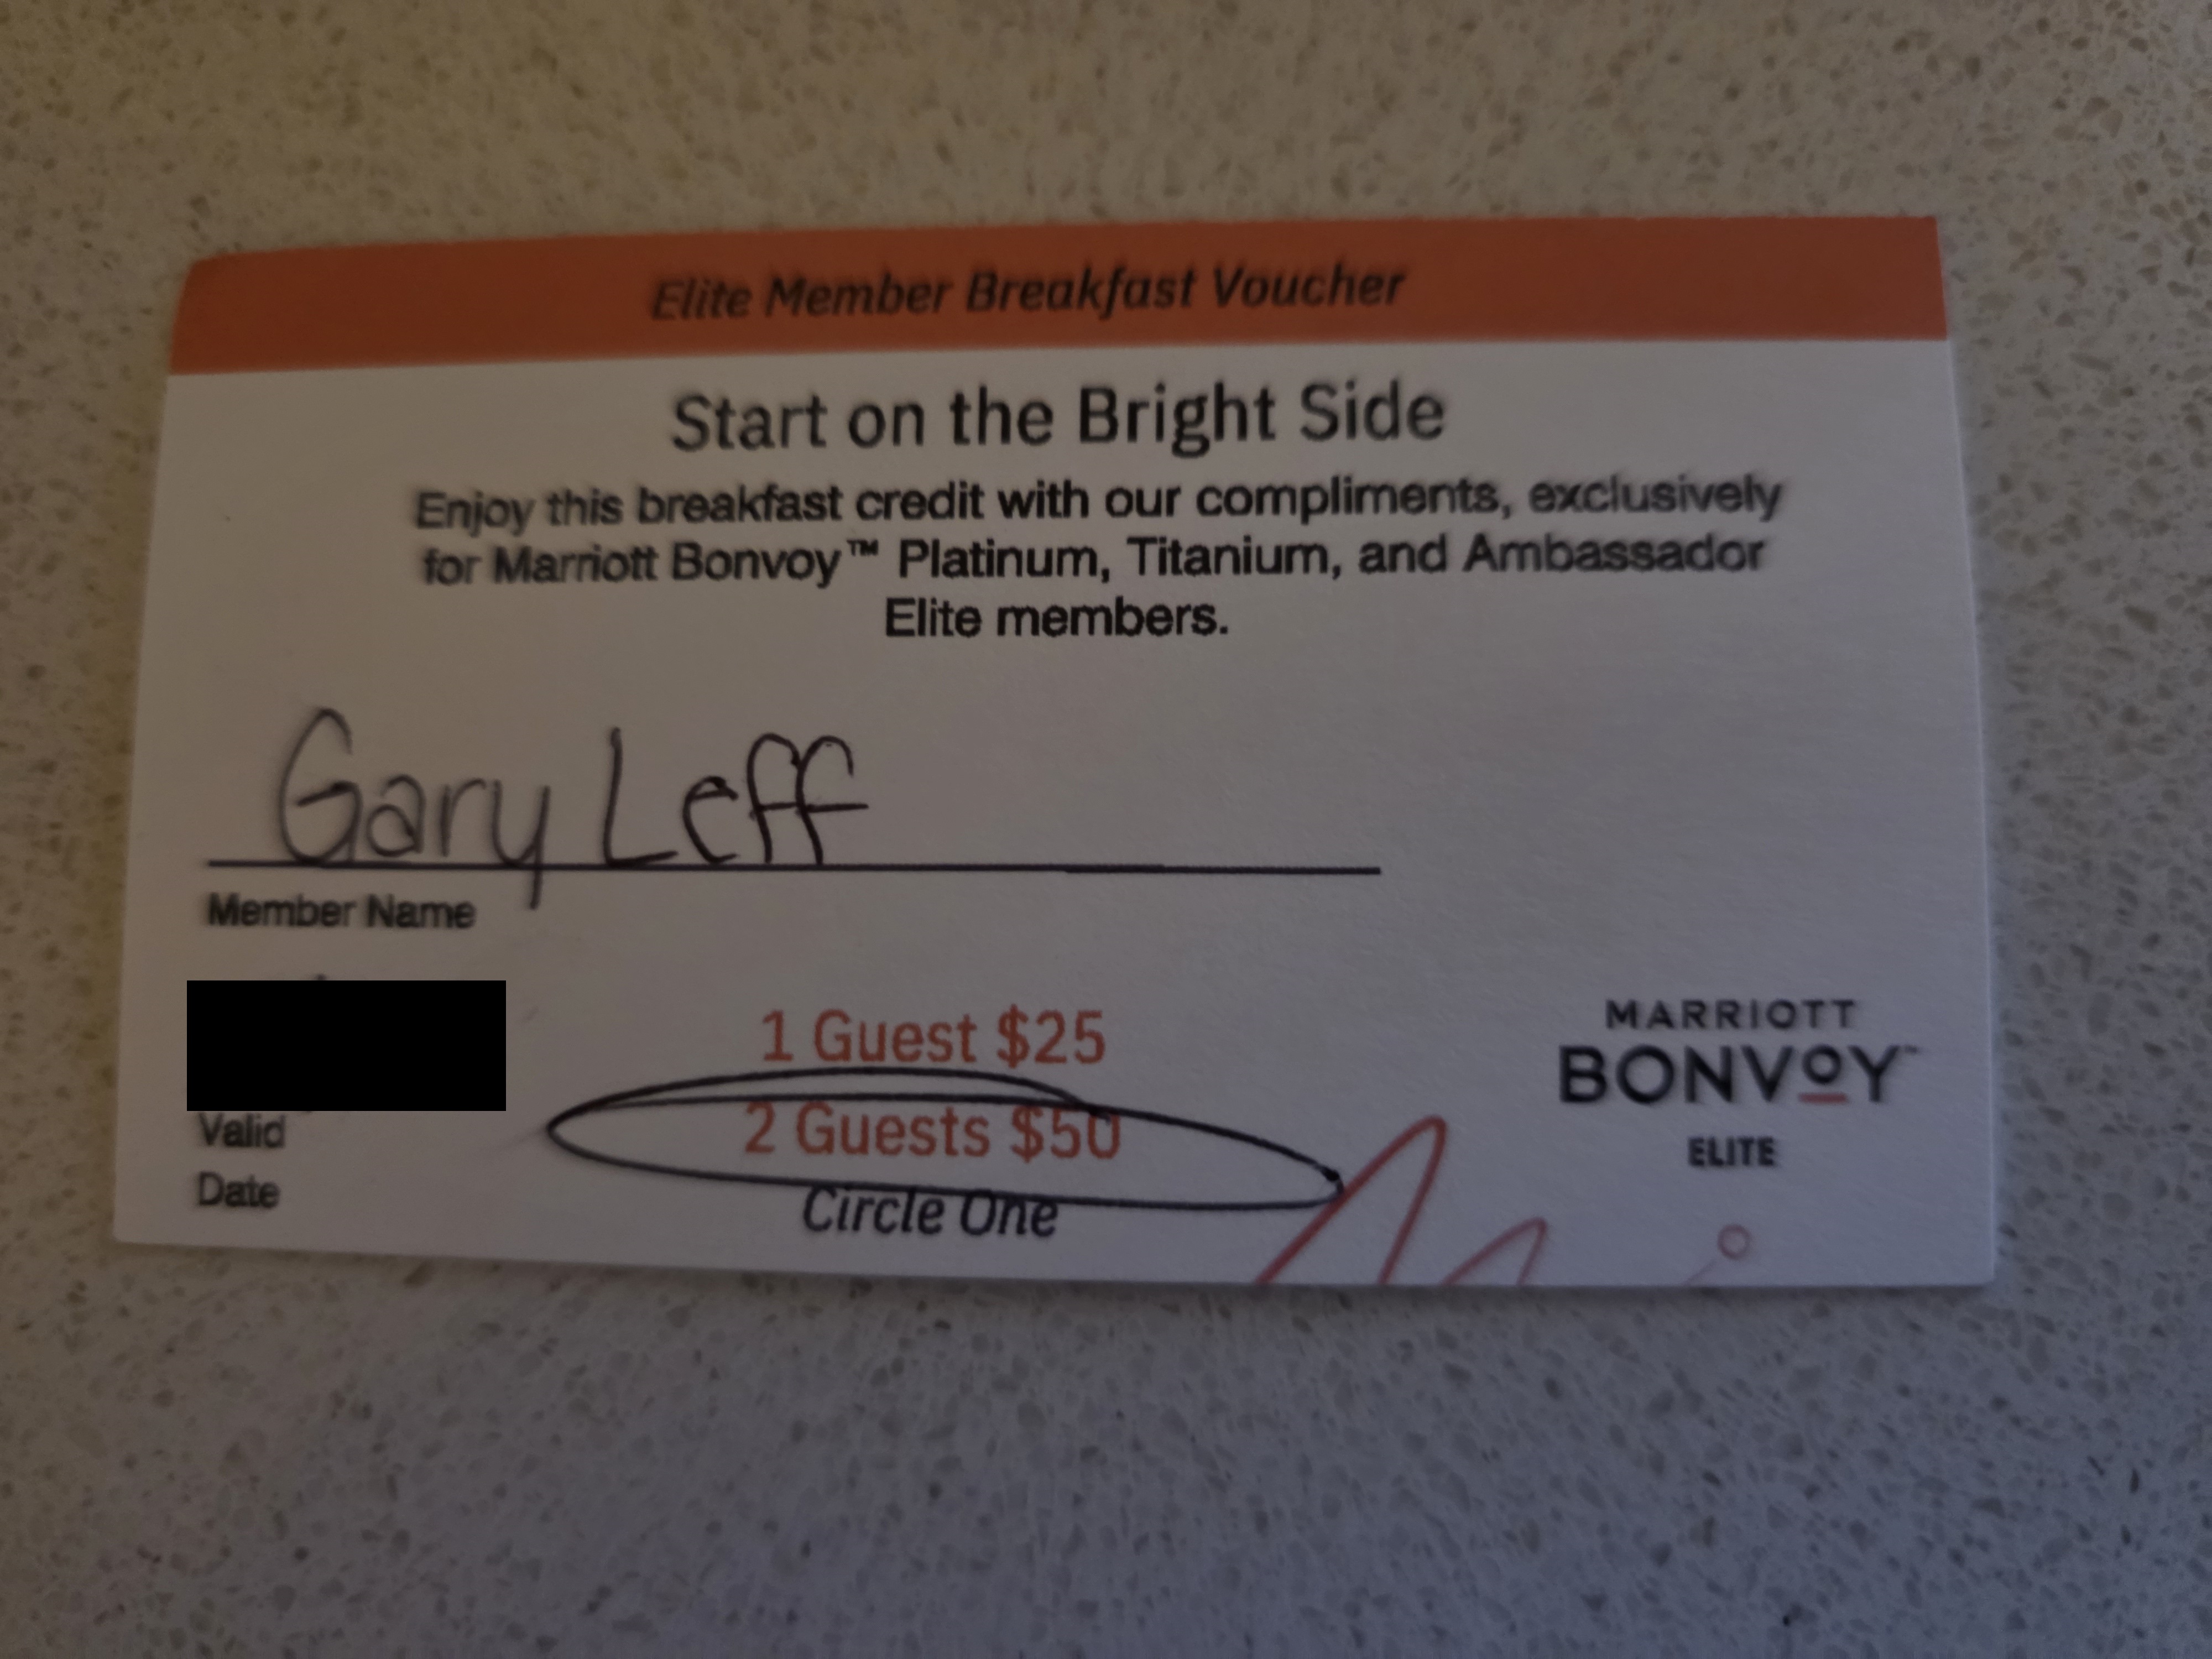 Elite Member Breakfast Voucher
Start on the Bright Side
Enjoy this breakfast credit with our compliments, exclusively
for Marriott Bonvoy™ Platinum, Titanium, and Ambassador
Elite members.
Gary Leff
Member Name
1 Guest $25
2 Guests $50
Circle One
Valid
Date
MARRIOTT
BONVOY™
ELITE